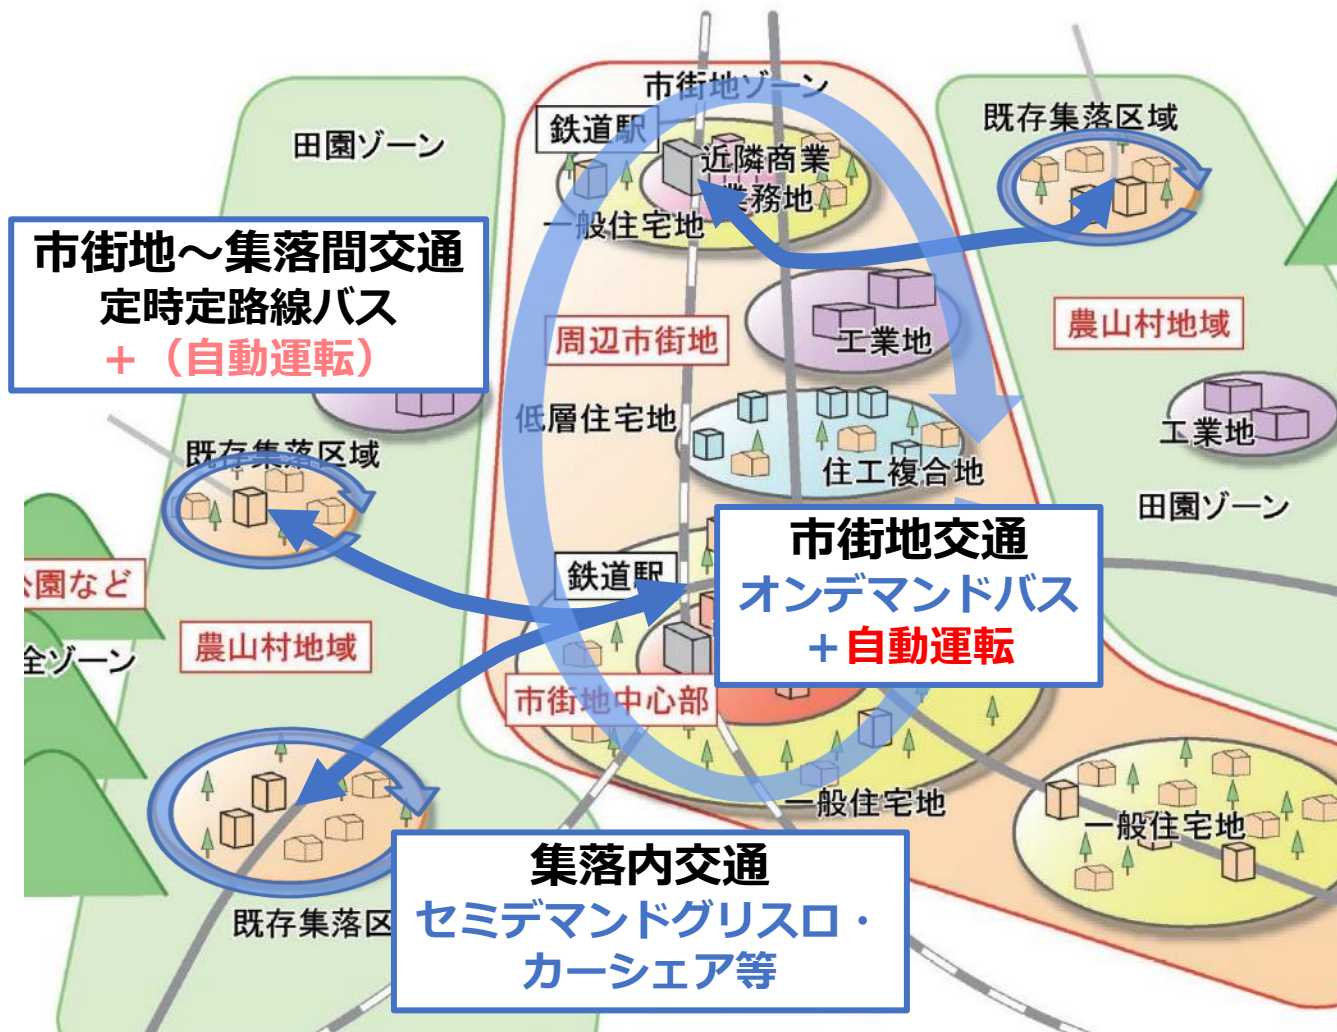 市街地ゾーン
鉄道駅
既存集落区域
田園ゾーン
近隣商業
業務地
一般住宅地
市街地～集落間交通
定時定路線バス
+（自動運転）
周辺市街地
工業地
農山村地域
低層住宅地
工業地
既存集落区域
住工複合地
田園ゾーン
市街地交通
オンデマンドバス
+自動運転
鉄道駅
園など
農山村地域
全ゾーン
市街地中心部
一般住宅地
一般住宅地
集落内交通
セミデマンドグリスロ・
カーシェア等
既存集落区